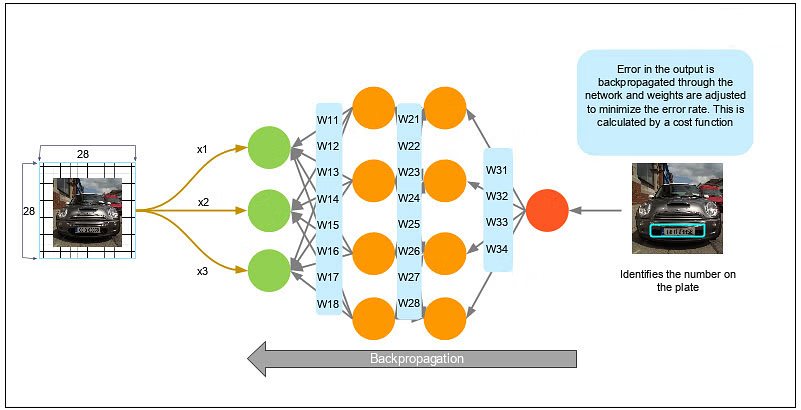 28
28
x1
x2
x3
W11
W12
W13
W14
W15
W16
W17
W18
W21
W22
W23
W24
W25
W26
W27
W28
W31
W32
W33
W34
Error in the output is
backpropagated through the
network and weights are adjusted
to minimize the error rate. This is
calculated by a cost function
Identifies the number on
the plate
Backpropagation